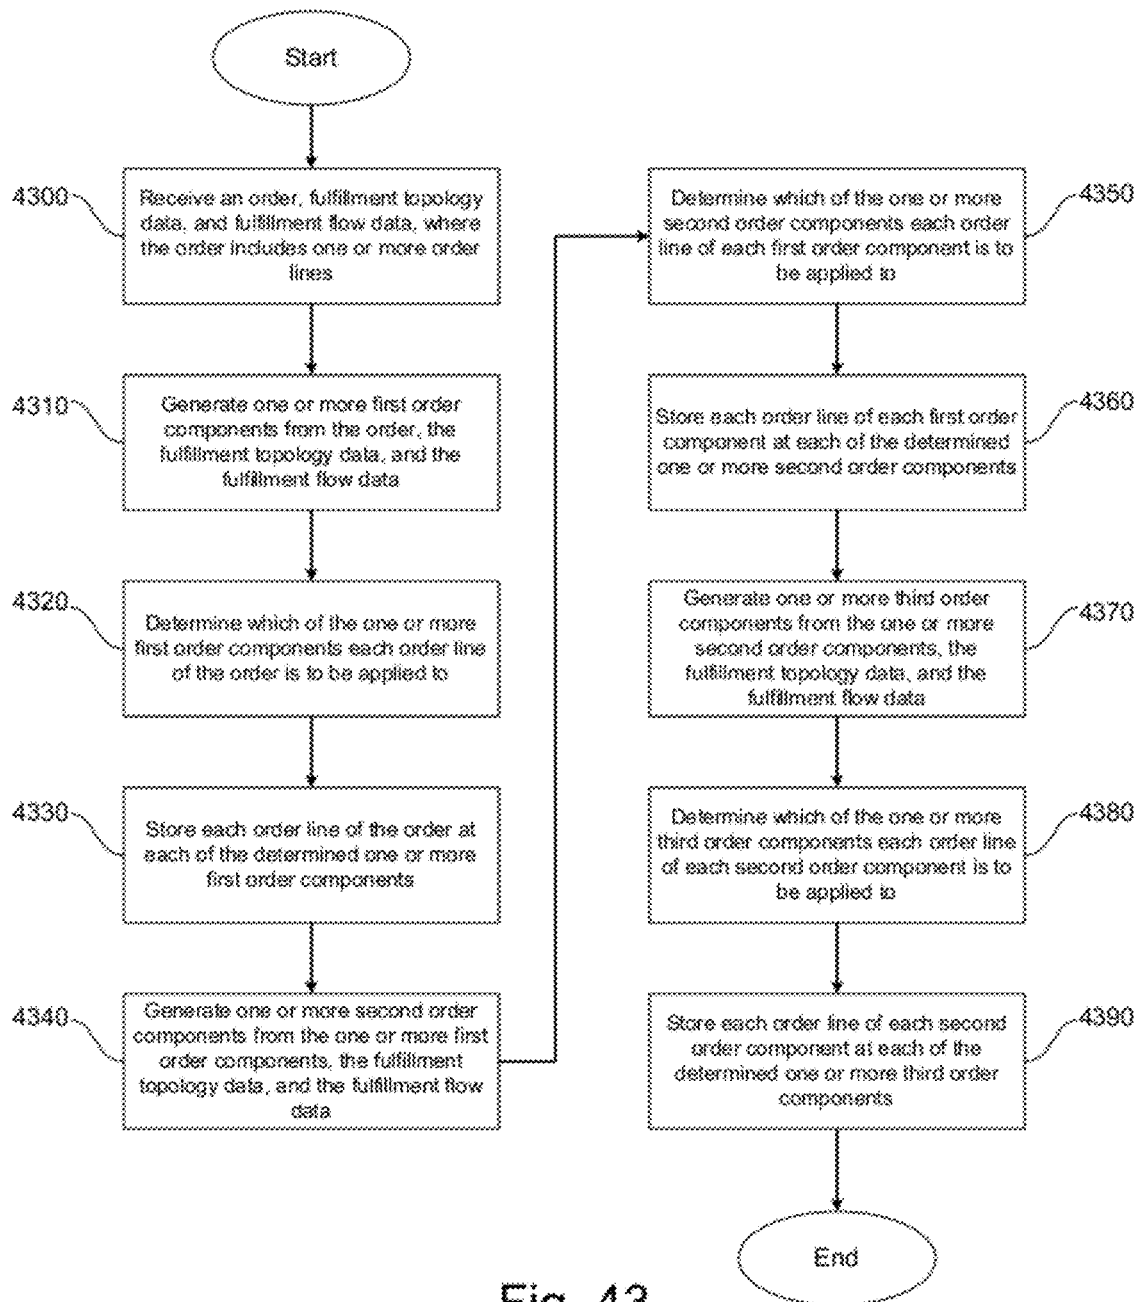 Start
4300
Receive an order, fulfillment topology
data, and fulfillment flow data, where
the order includes one or more order
lines
4310
Generate one or more first order
components from the order, the
fulfillment topology data, and the
fulfillment flow data
4320
Determine which of the one or more
first order components each order line
of the order is to be applied to
4330
Store each order line of the order at
each of the determined one or more
first order components
4340
Generate one or more second order
components from the one or more first
order components, the fulfillment
topology data, and the fulfillment flow
data
4350
Determine which of the one or more
second order components each order
line of each first order component is to
be applied to
4360
Store each order line of each first order
component at each of the determined
one or more second order components
4370
Generate one or more third order
components from the one or more
second order components, the
fulfillment topology data, and the
fulfillment flow data
4380
Determine which of the one or more
third order components each order line
of each second order component is to
be applied to
4390
Store each order line of each second
order component at each of the
determined one or more third order
components
End
Fig. 43